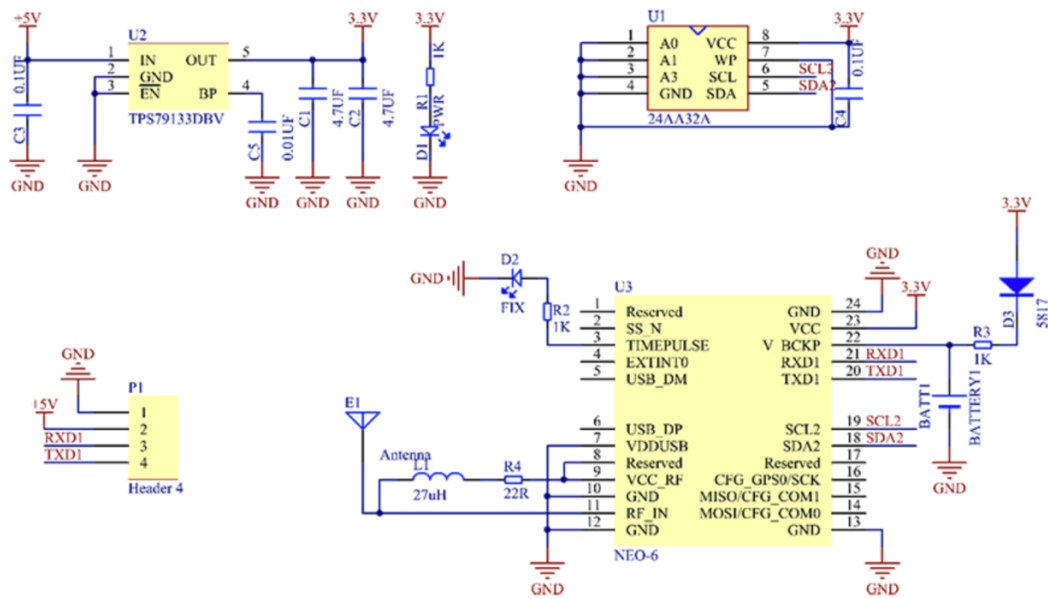 +5V
3.3V
3.3V
U2
1 IN OUT 5
2 GND
3 EN BP 4
TPS79133DBV
0.1UF
C3
C5
0.01UF
C1
4.7UF
C2
4.7UF
1K
R1
PWR
D1
GND
GND
GND
GND
GND
GND
U1
3.3V
1 A0 VCC 8
2 A1 WP 7
3 A3 SCL 6 SCL2
4 GND SDA 5 SDA2
24AA32A
0.1UF
C4
GND
GND
D2
FIX
R2
1K
U3
GND
3.3V
3.3V
D3
5817
R3
1K
1 Reserved GND 24
2 SS_N VCC 23
3 TIMEPULSE V_BCKP 22
4 EXTINT0 RXD1 21 RXD1
5 USB_DM TXD1 20 TXD1
6 USB_DP SCL2 19 SCL2
7 VDDUSB SDA2 18 SDA2
8 Reserved Reserved 17
9 VCC_RF CFG_GPS0/SCK 16
10 GND MISO/CFG_COM1 15
11 RF_IN MOSI/CFG_COM0 14
12 GND GND 13
NEO-6
BATT1
BATTERY1
GND
GND
GND
GND
P1
+5V
1
2
RXD1 3
TXD1 4
Header 4
E1
Antenna
L1
27uH
R4
22R